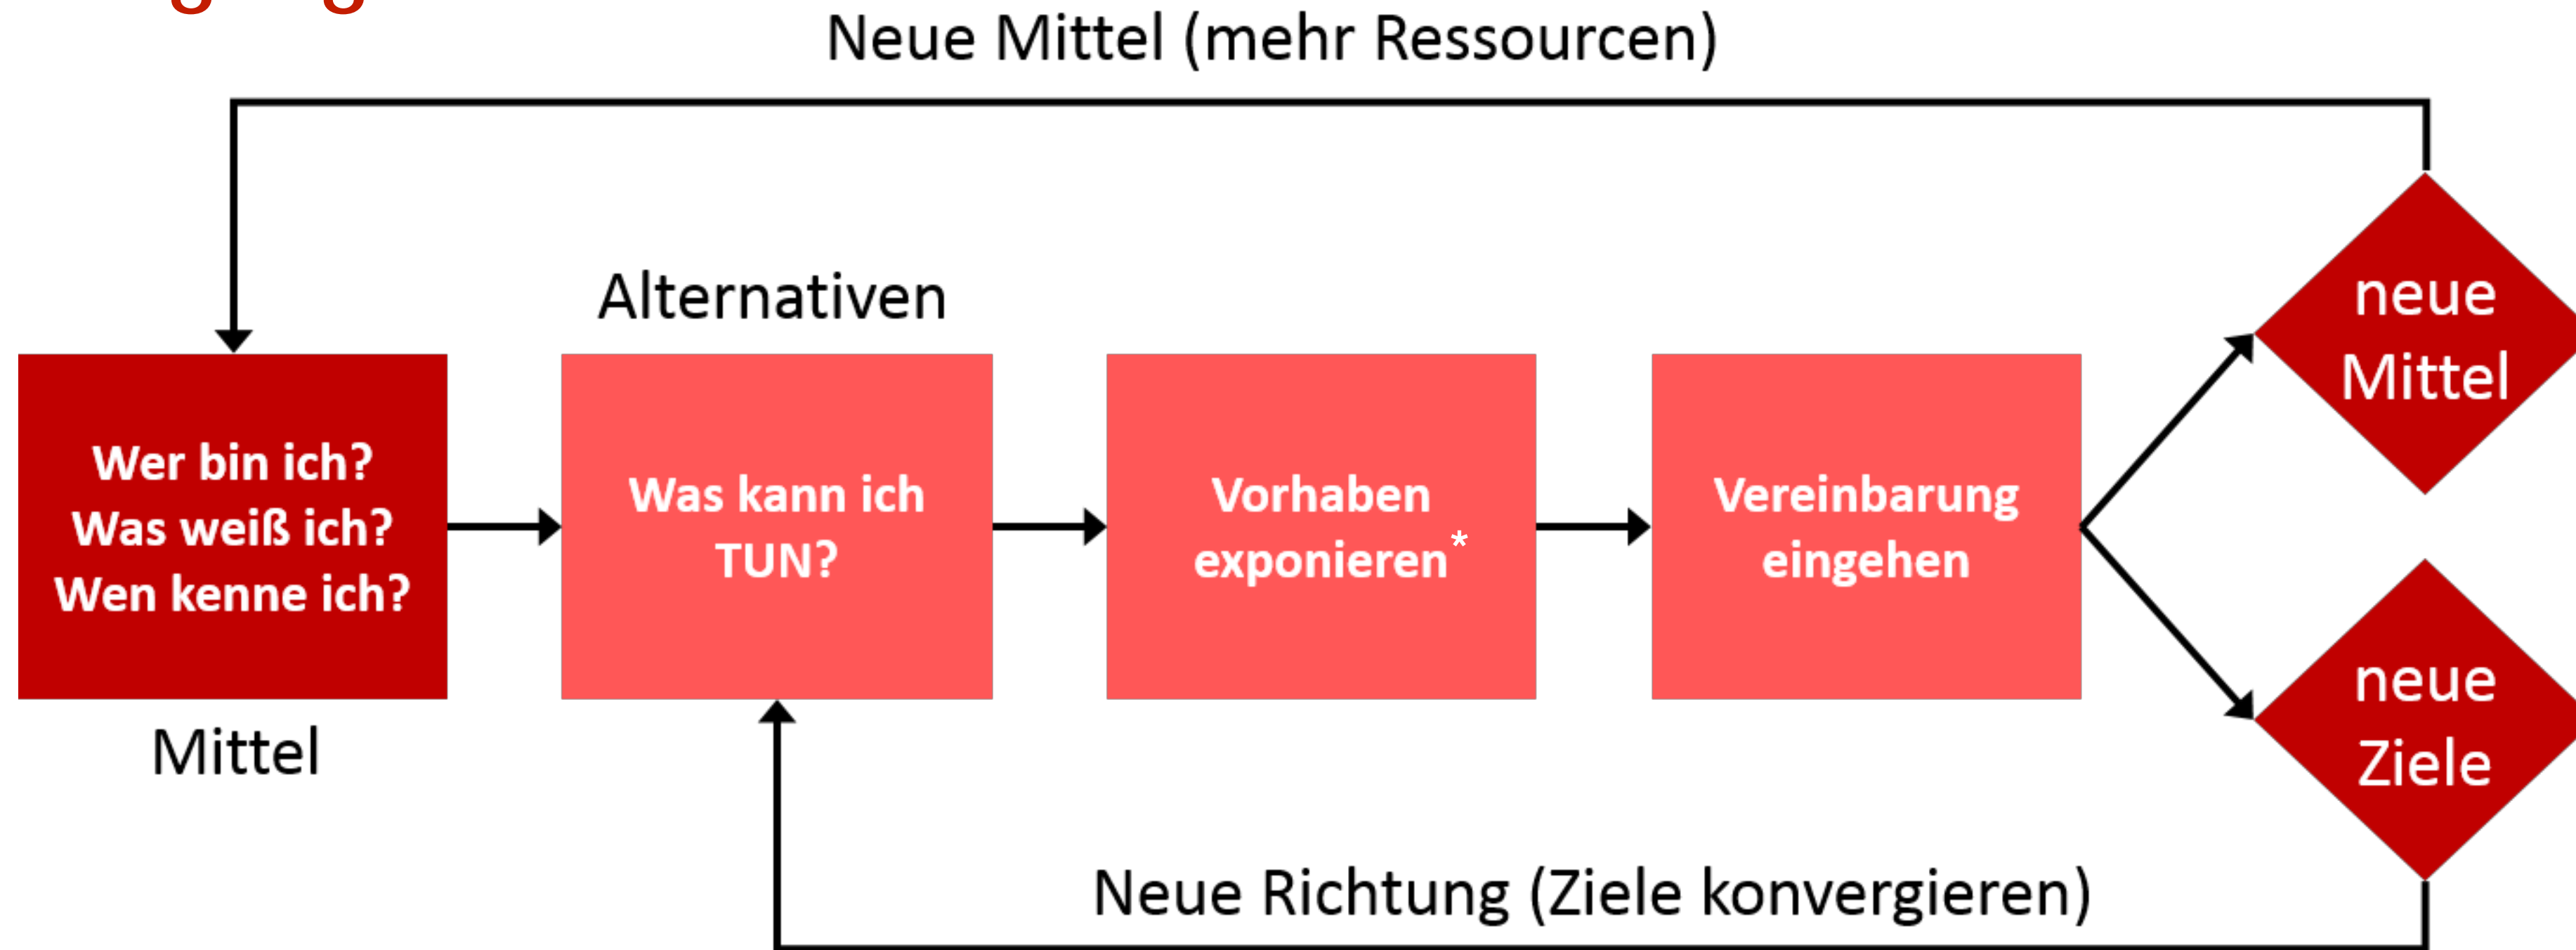 Neue Mittel (mehr Ressourcen)
Alternativen
Wer bin ich?
Was weiß ich?
Wen kenne ich?
Mittel
Was kann ich
TUN?
Vorhaben
exponieren*
Vereinbarung
eingehen
neue
Mittel
neue
Ziele
Neue Richtung (Ziele konvergieren)